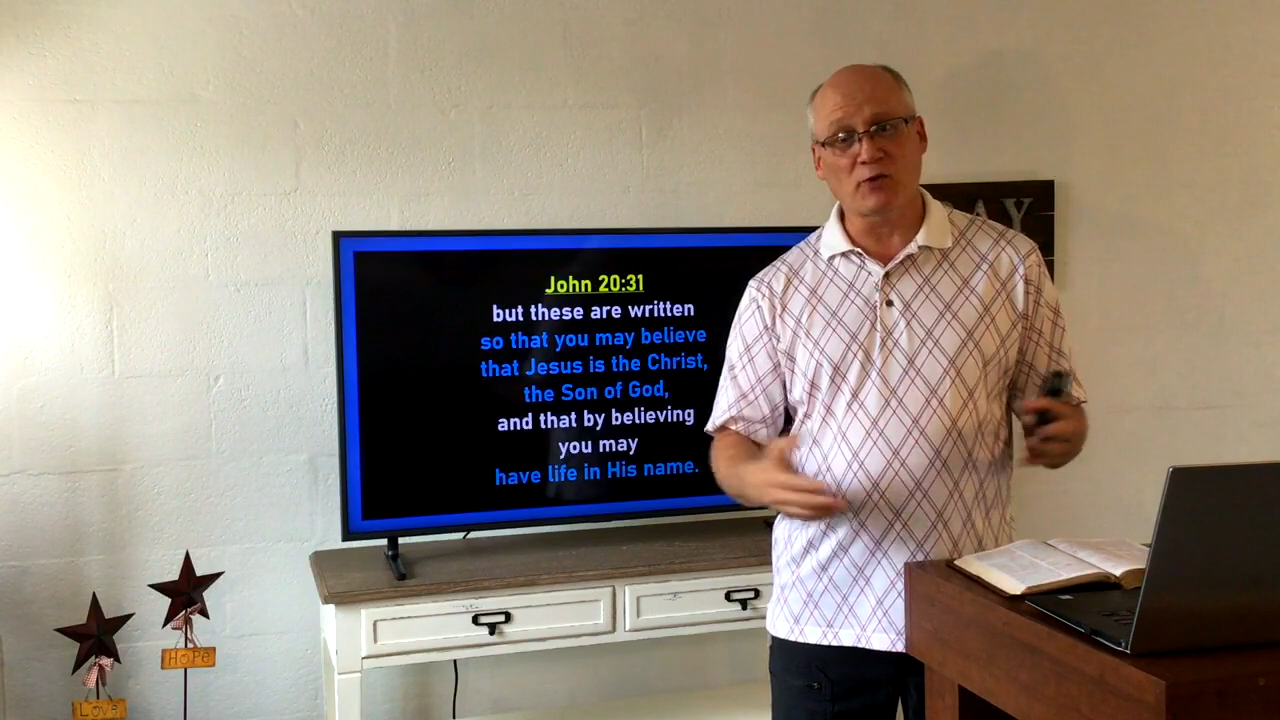 John 20:31
but these are written
so that you may believe
that Jesus is the Christ,
the Son of God,
and that by believing
you may
have life in His name.
AY
HOPe
Love